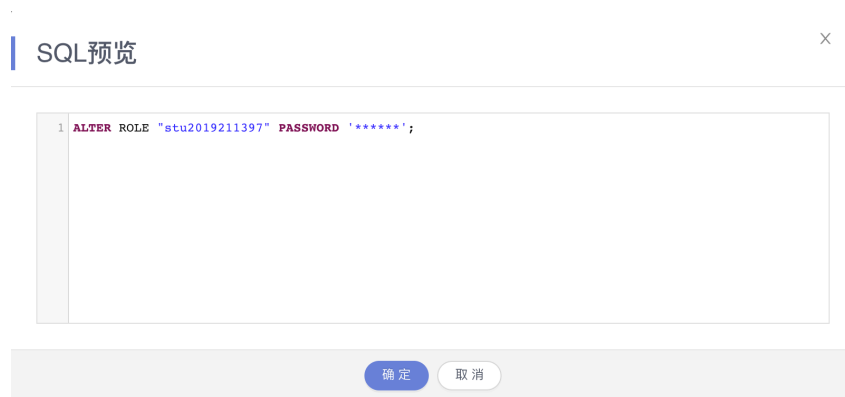 SQL预览
X
1 ALTER ROLE "stu2019211397" PASSWORD '******';
确定 取消